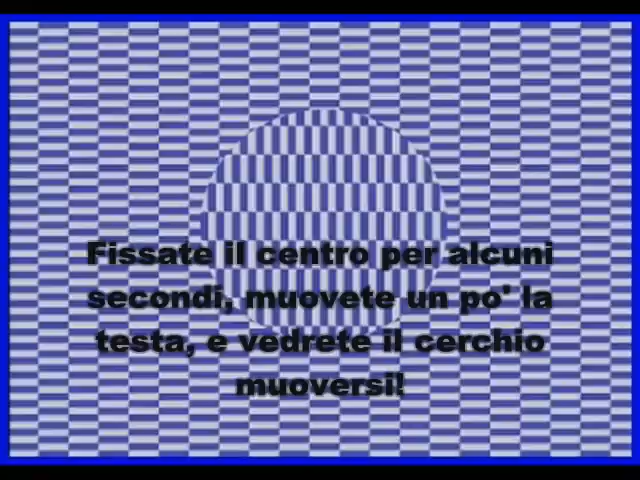 Fissate il centro per alcuni
secondi, muovete un po' la
testa, e vedrete il cerchio
muoversi!